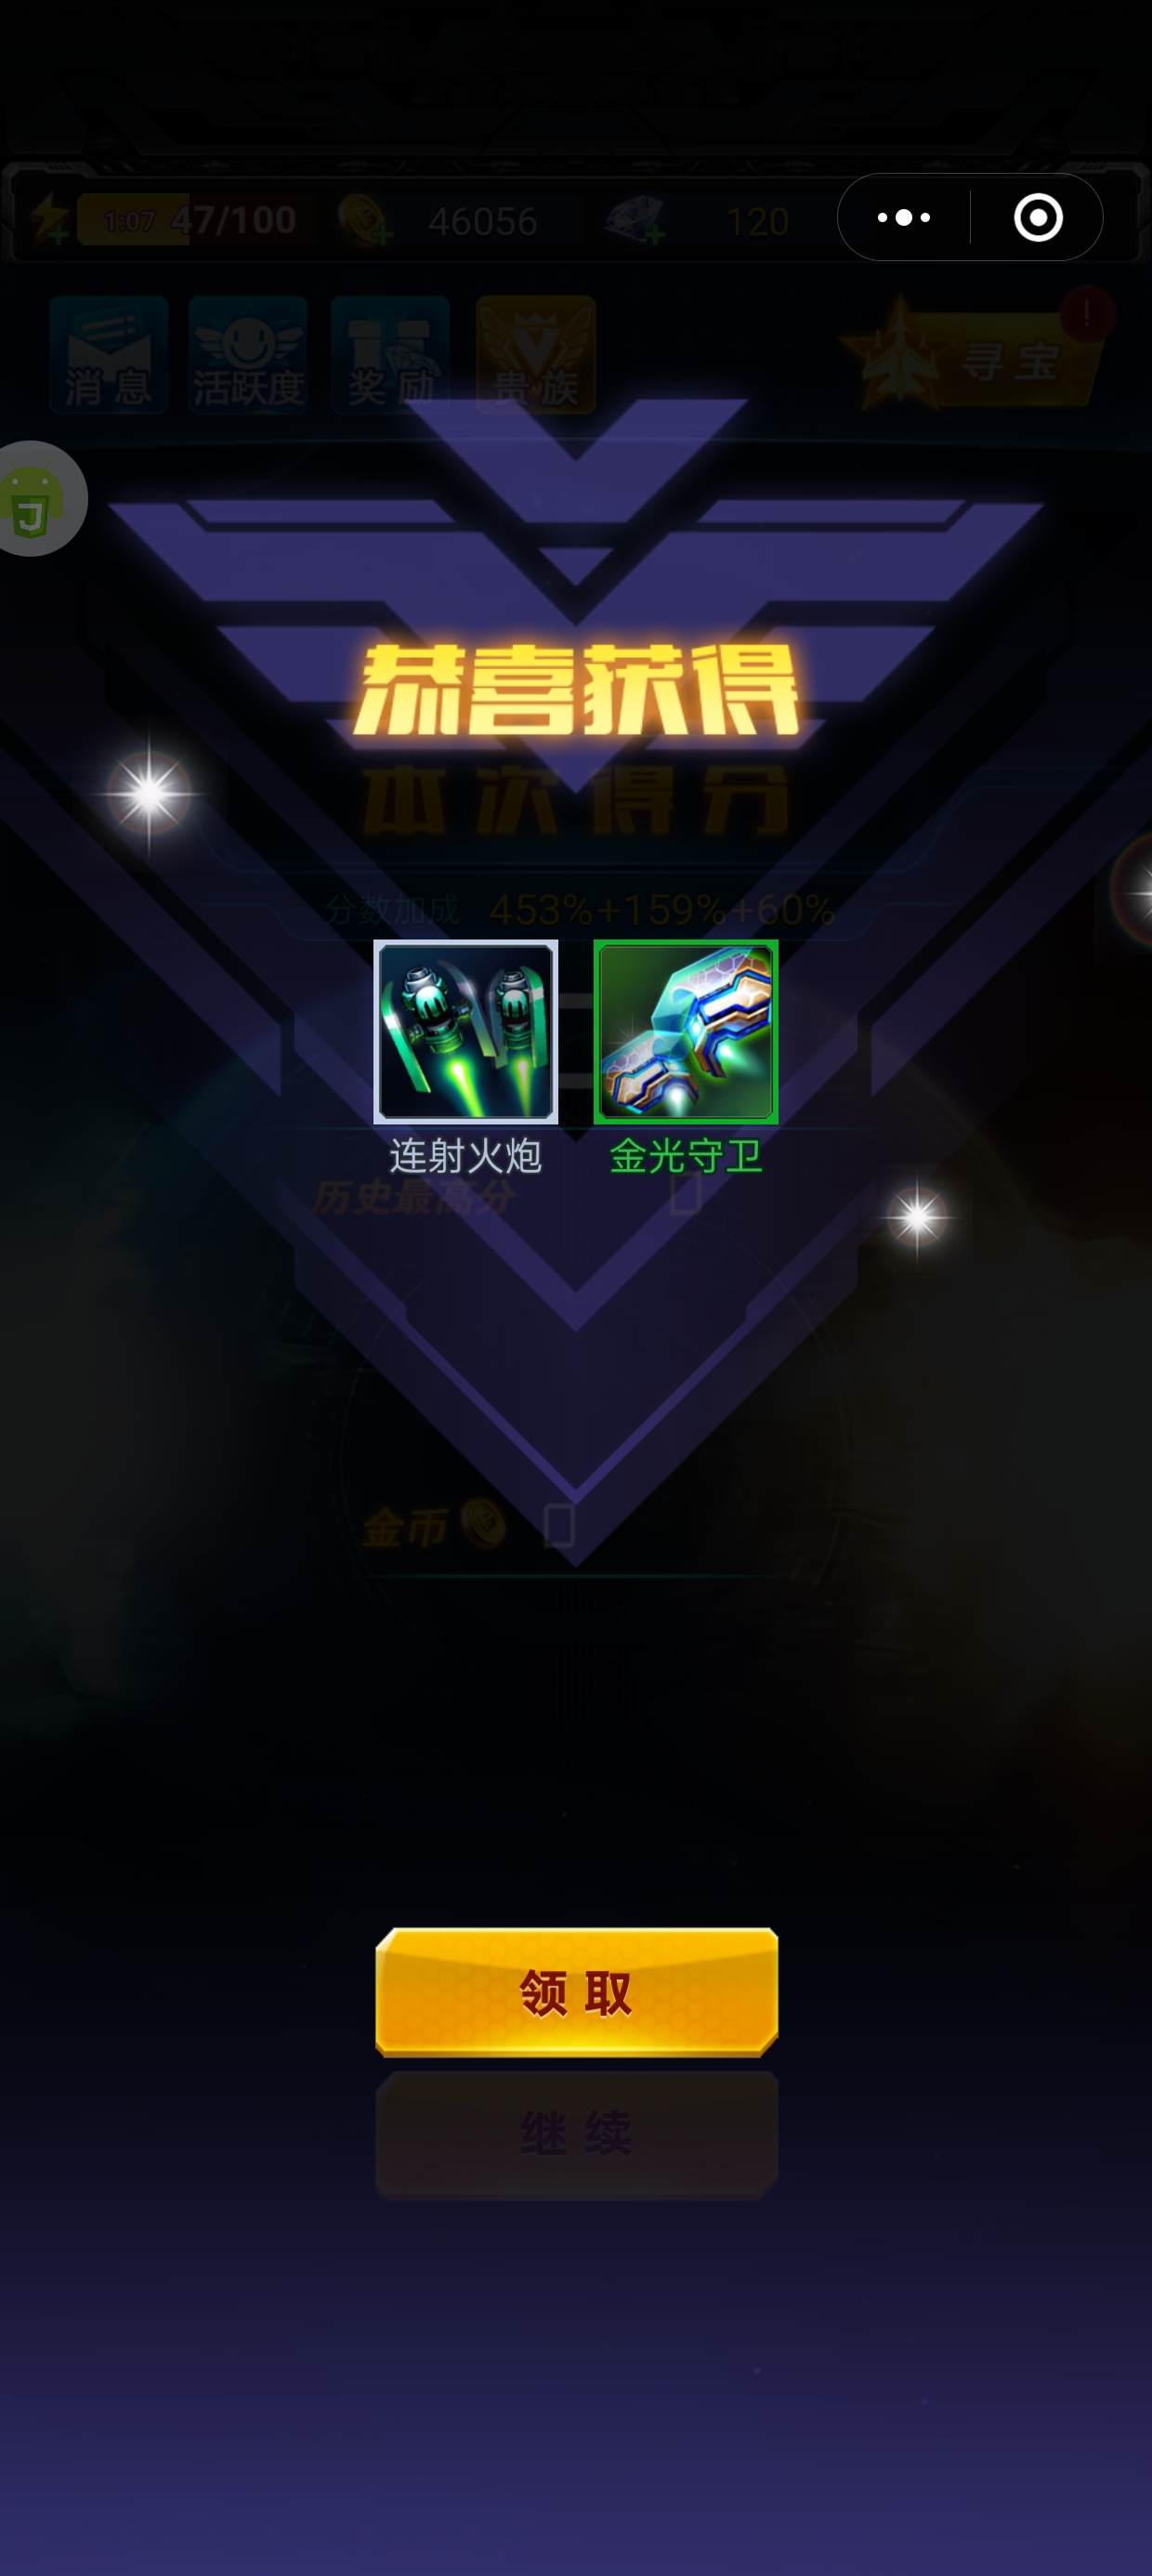 1:07 47/100 46056 120
消息 活跃度 奖励 贵族 寻宝 !
恭喜获得
本次得分
分数加成 453%+159%+60%
连射火炮 金光守卫
历史最高分
金币
领取
继续